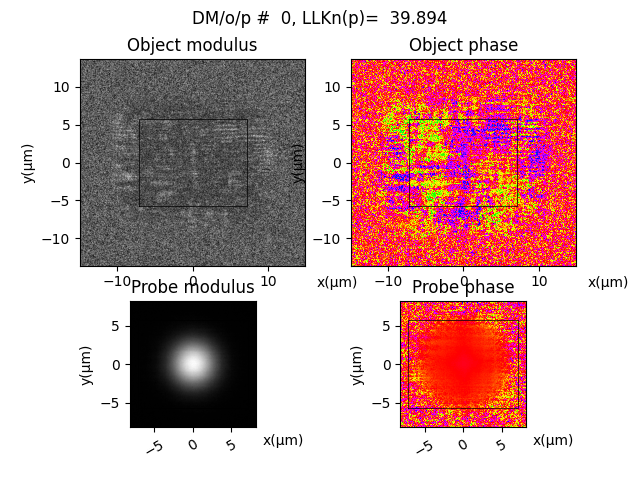 DM/o/p #  0, LLKn(p)=  39.894
Object modulus
Object phase
10
5
0
−5
−10
y(μm)
−10
0
10
x(μm)
10
5
0
−5
−10
y(μm)
−10
0
10
x(μm)
Probe modulus
Probe phase
5
0
−5
y(μm)
−5
0
5
x(μm)
5
0
−5
y(μm)
−5
0
5
x(μm)